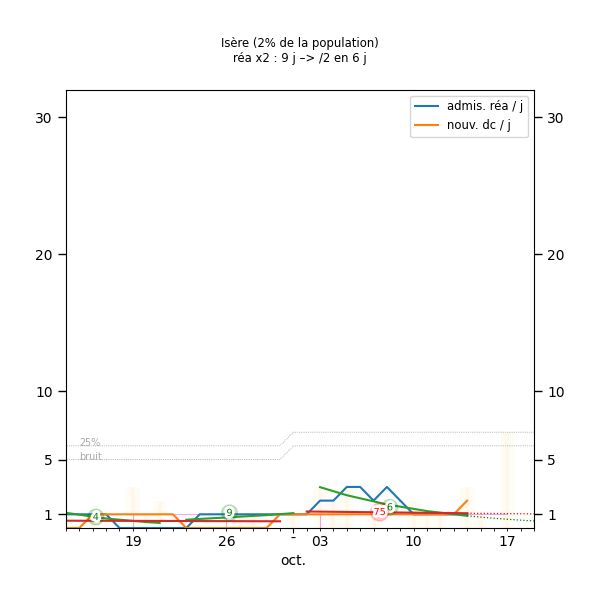 Isère (2% de la population)
réa x2 : 9 j –> /2 en 6 j
admis. réa / j
nouv. dc / j
30 30
20 20
10 10
5 5
1 1
25%
bruit
4 9 75 6
19 26 - 03 10 17
oct.